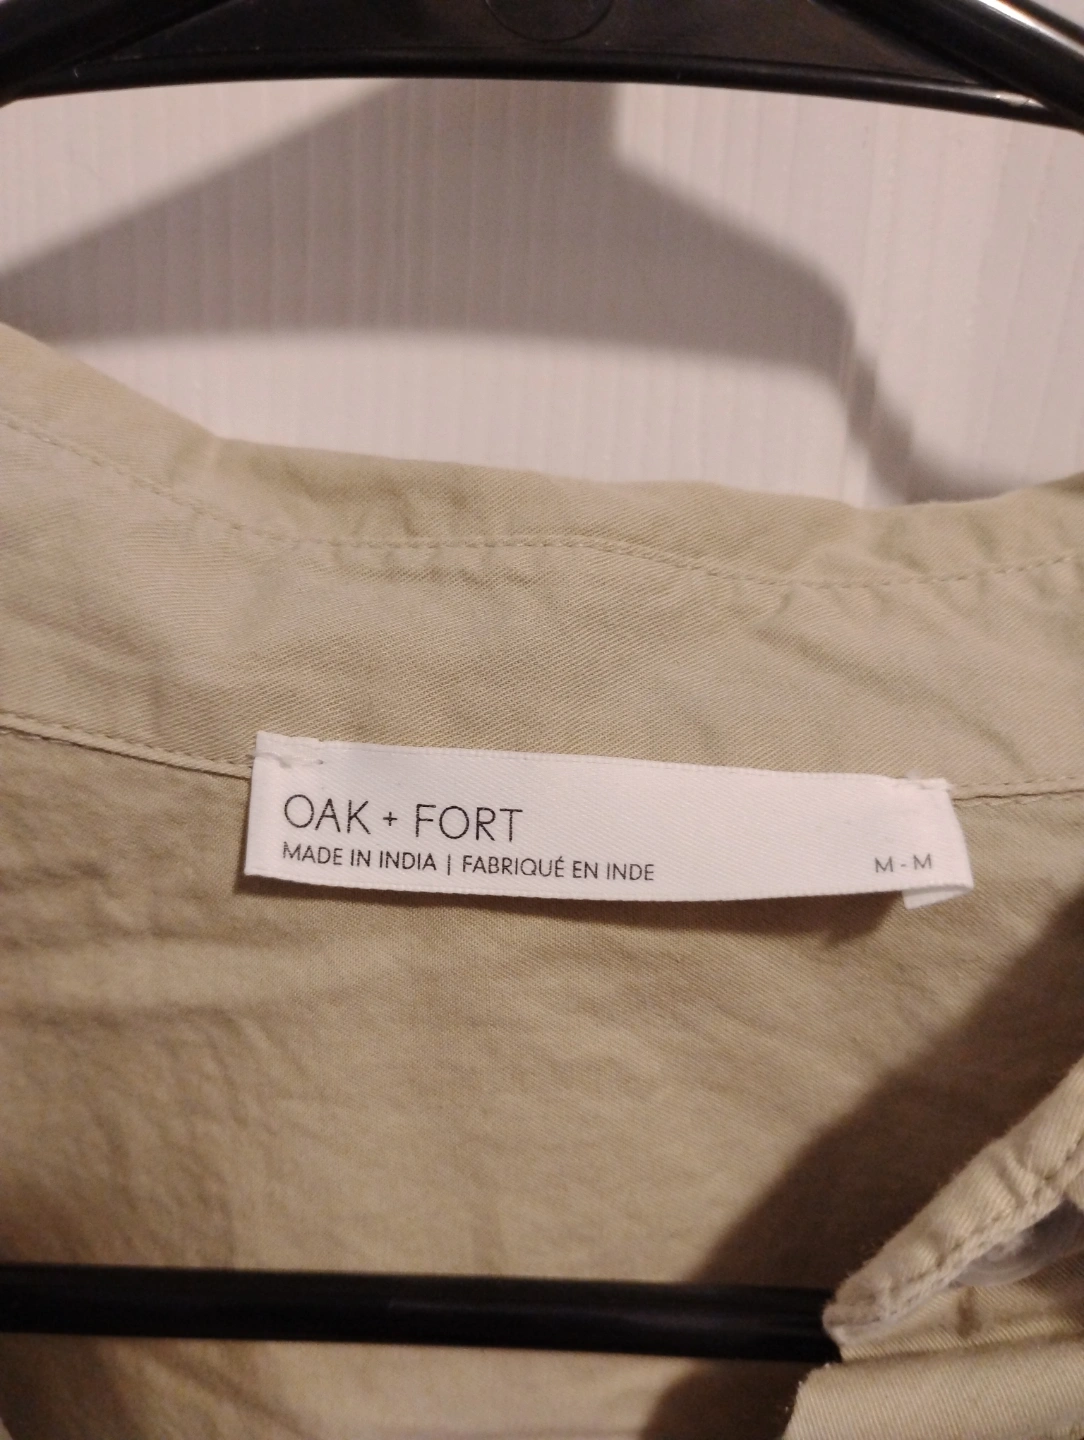 OAK + FORT
MADE IN INDIA | FABRIQUÉ EN INDE
M - M